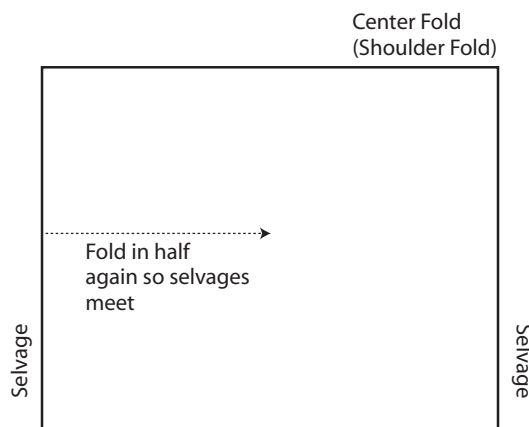 Center Fold
(Shoulder Fold)
Fold in half
again so selvages
meet
Selvage
Selvage